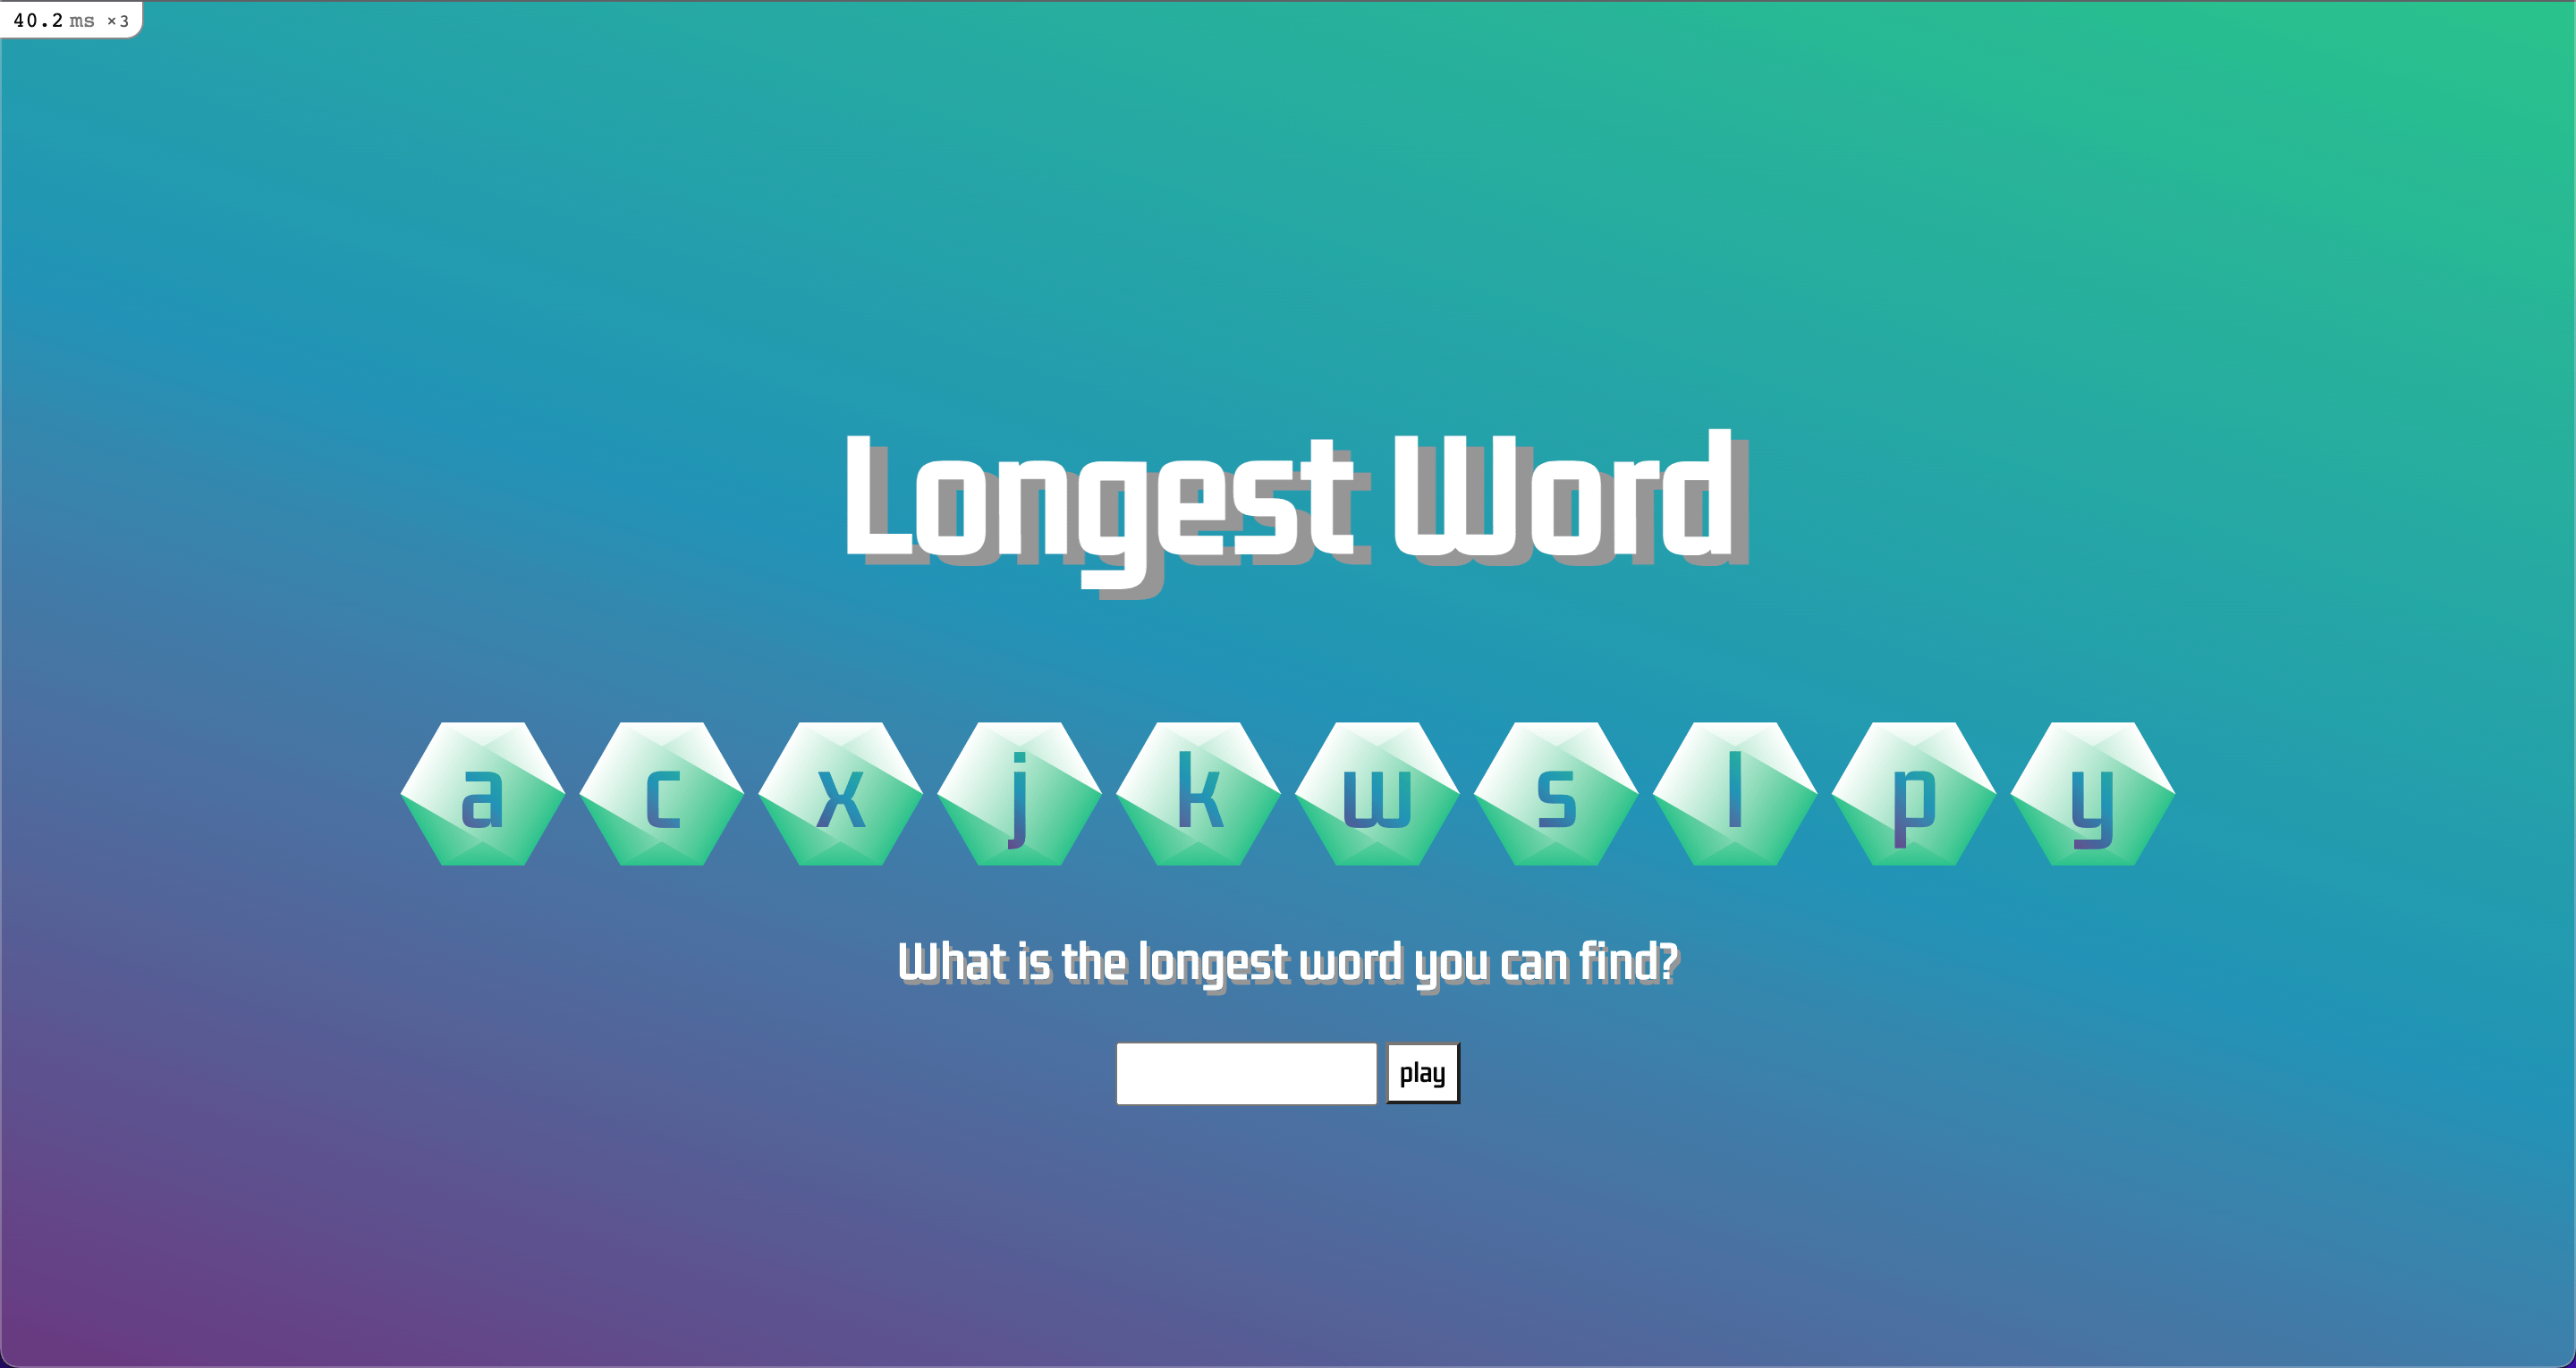 40.2 ms ×3
Longest Word
a c x j k w s l p y
What is the longest word you can find?
play